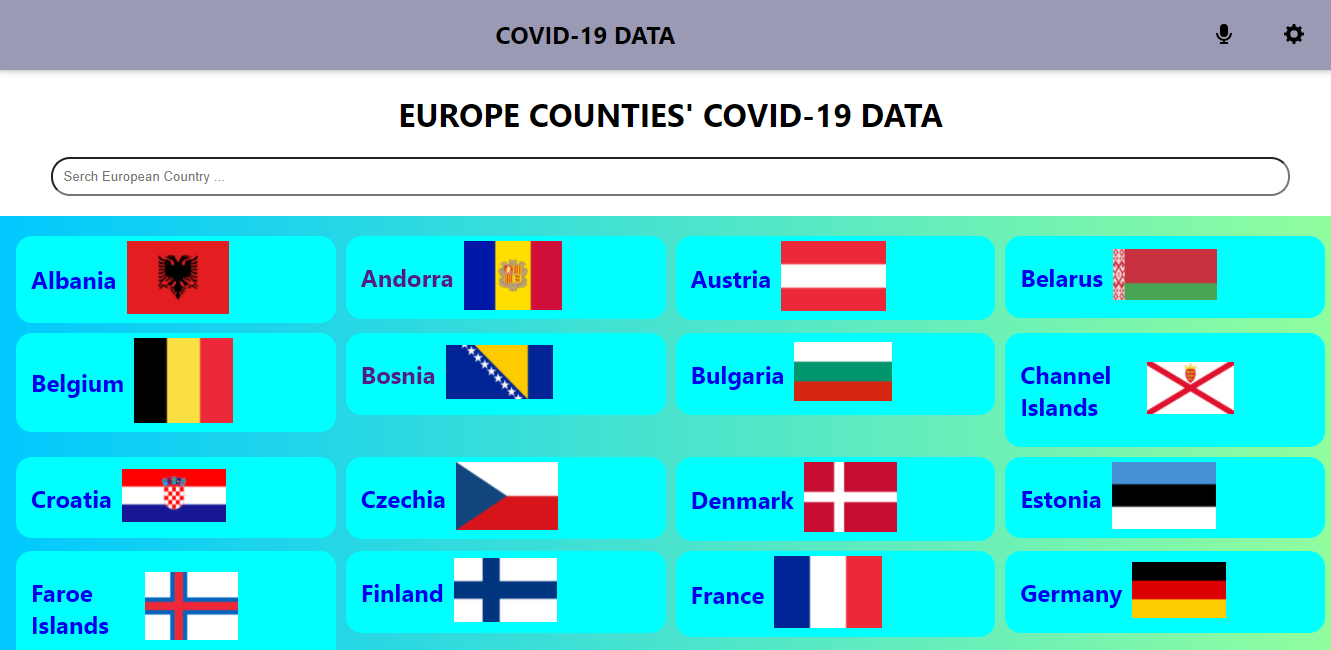 COVID-19 DATA
EUROPE COUNTIES' COVID-19 DATA
Serch European Country ...
Albania
Andorra
Austria
Belarus
Belgium
Bosnia
Bulgaria
Channel
Islands
Croatia
Czechia
Denmark
Estonia
Faroe
Islands
Finland
France
Germany